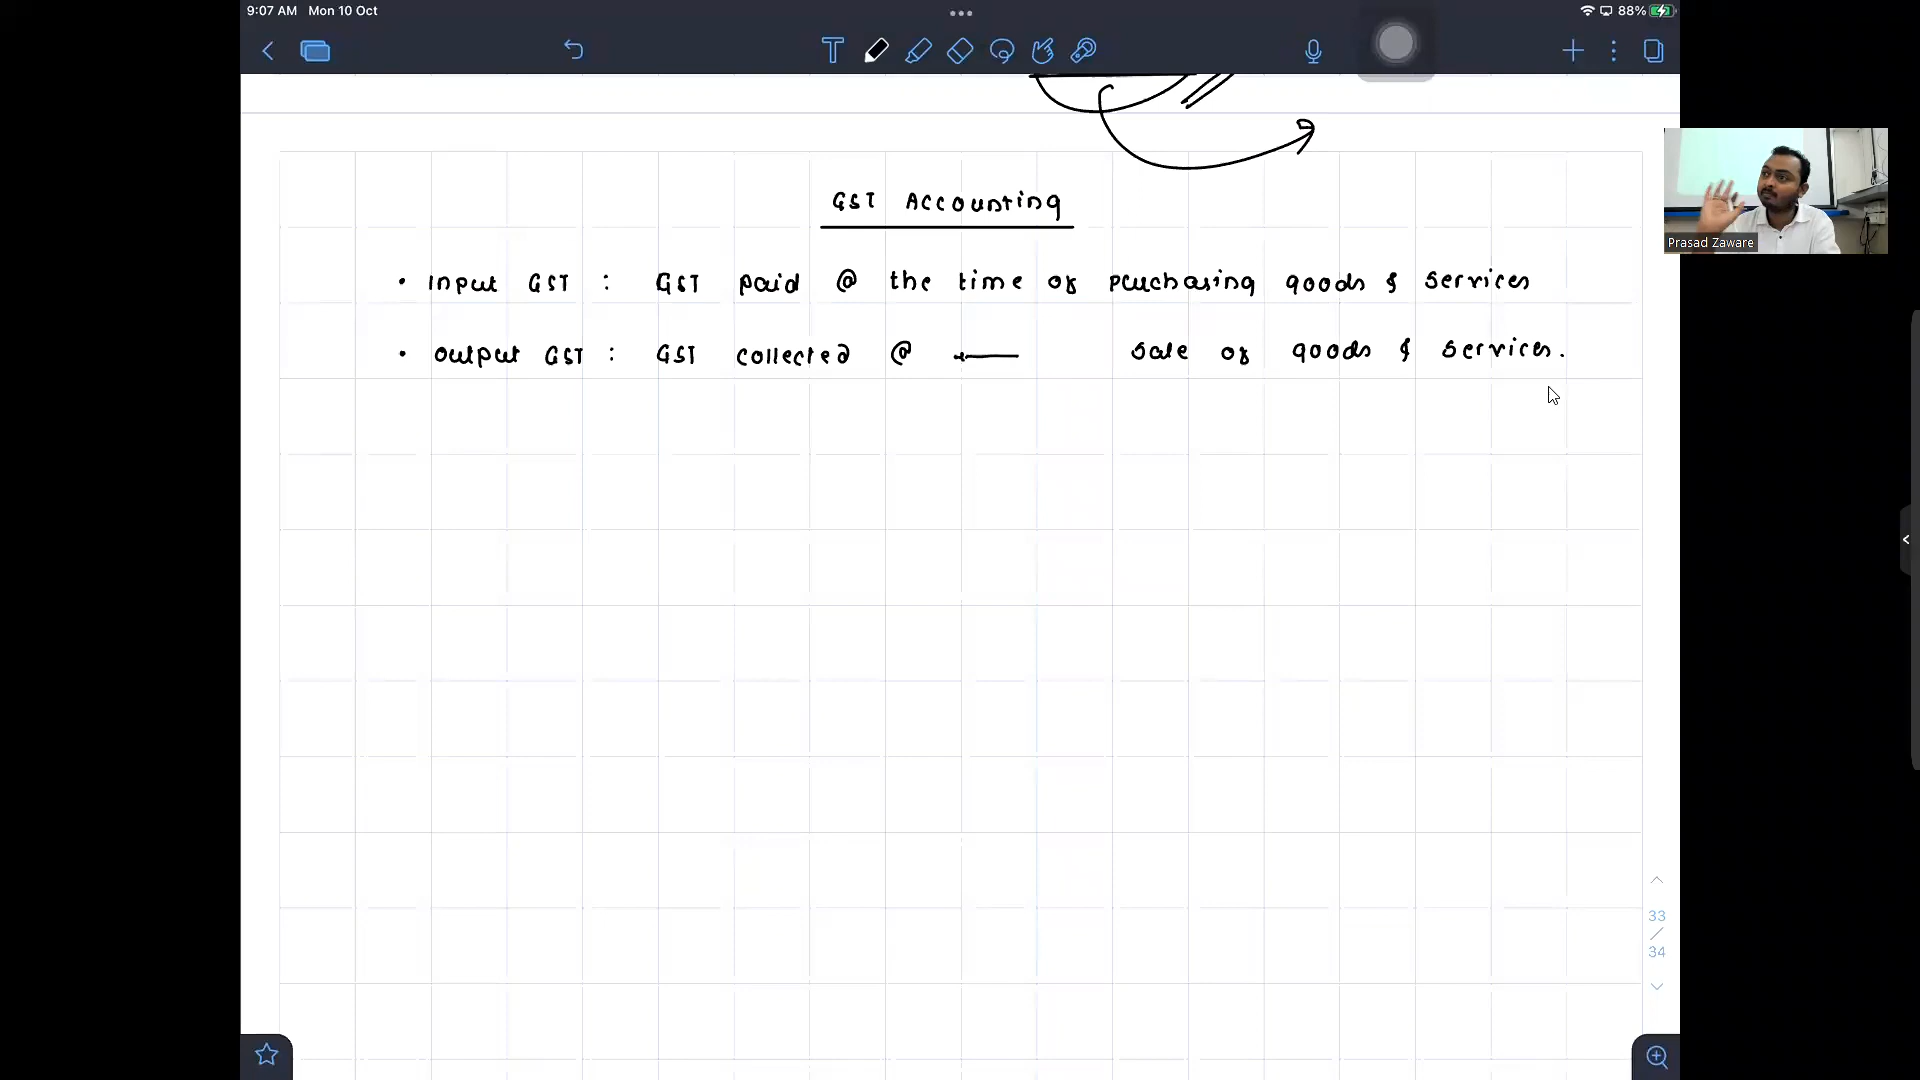 9:07 AM Mon 10 Oct
88%
GST Accounting
Prasad Zaware
• Input GST : GST paid @ the time of purchasing goods & services
• Output GST : GST collected @ —— sale of goods & services.
33
/
34